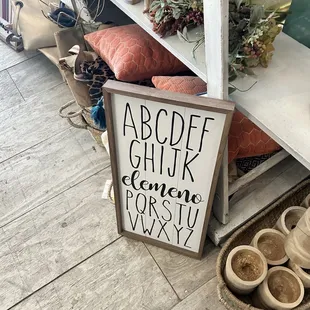 ABCDEF
GHIJK
elemeno
PQRSTU
VWXYZ